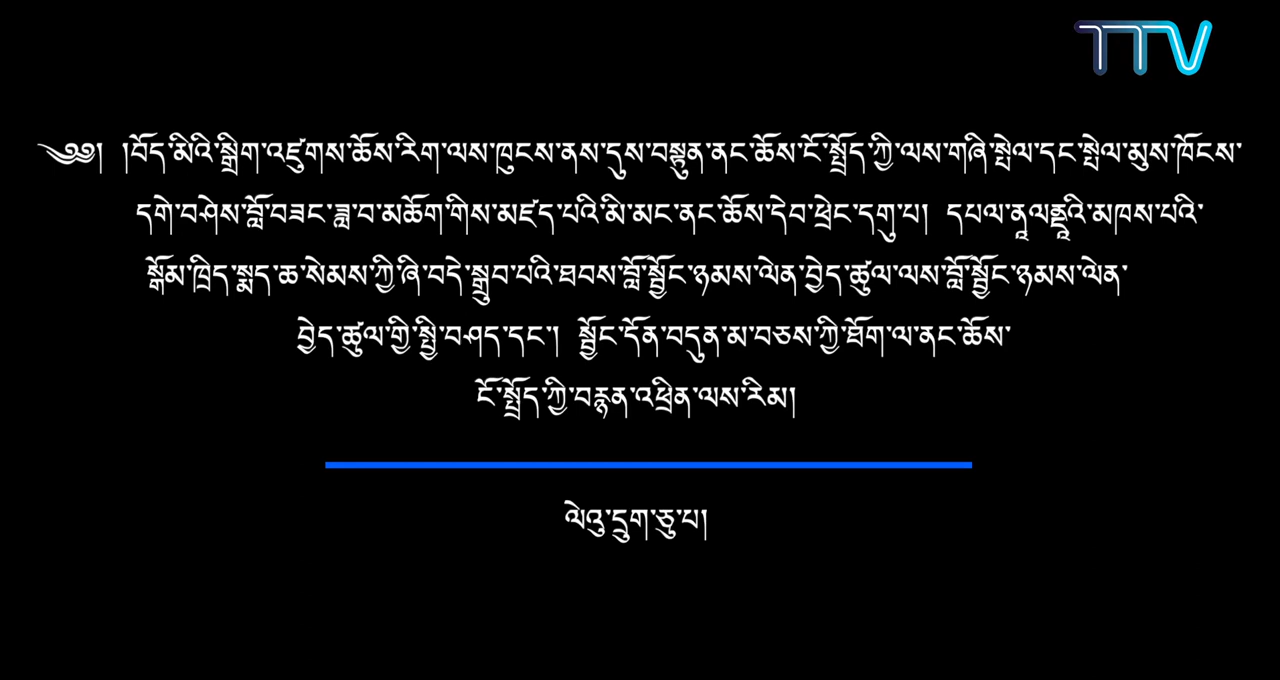 TTV
༄༅། །བོད་མིའི་སྒྲིག་འཛུགས་ཆོས་རིག་ལས་ཁུངས་ནས་དུས་བསྟུན་ནང་ཆོས་ངོ་སྤྲོད་ཀྱི་ལས་གཞི་སྤེལ་དང་སྤེལ་མུས་ཁོངས་
དགེ་བཤེས་བློ་བཟང་ཟླ་བ་མཆོག་གིས་མཛད་པའི་མི་མང་ནང་ཆོས་དེབ་ཕྲེང་དགུ་པ། དཔལ་ནཱལནྡཱའི་མཁས་པའི་
སྒོམ་ཁྲིད་སྨད་ཆ་སེམས་ཀྱི་ཞི་བདེ་སྒྲུབ་པའི་ཐབས་བློ་སྦྱོང་ཉམས་ལེན་བྱེད་ཚུལ་ལས་བློ་སྦྱོང་ཉམས་ལེན་
བྱེད་ཚུལ་གྱི་སྤྱི་བཤད་དང་། སྦྱོང་དོན་བདུན་མ་བཅས་ཀྱི་ཐོག་ལ་ནང་ཆོས་
ངོ་སྤྲོད་ཀྱི་བརྙན་འཕྲིན་ལས་རིམ།
ལེའུ་དྲུག་ཅུ་པ།